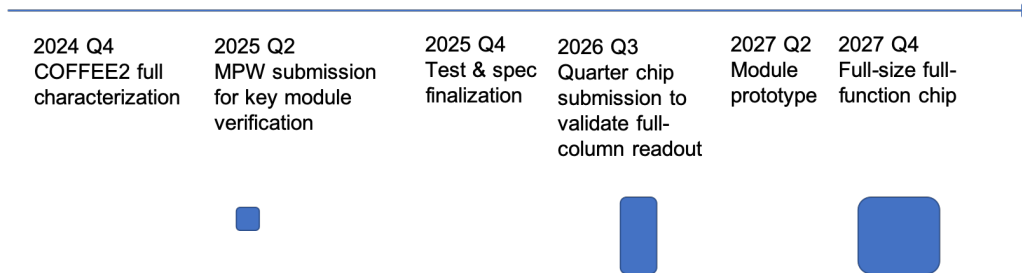 2024 Q4
COFFEE2 full
characterization
2025 Q2
MPW submission
for key module
verification
2025 Q4
Test & spec
finalization
2026 Q3
Quarter chip
submission to
validate full-
column readout
2027 Q2
Module
prototype
2027 Q4
Full-size full-
function chip